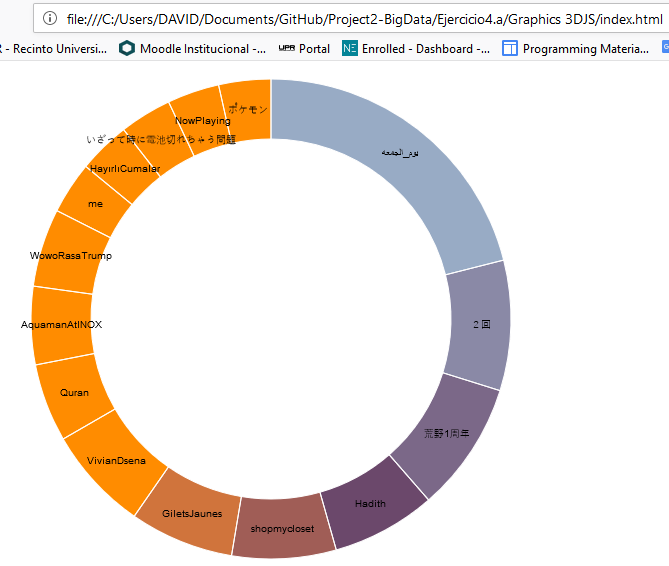 file:///C:/Users/DAVID/Documents/GitHub/Project2-BigData/Ejercicio4.a/Graphics 3DJS/index.html
R - Recinto Universi...
Moodle Institucional -...
UPR Portal
NE Enrolled - Dashboard -...
Programming Materia...
ポケモン
NowPlaying
いざって時に電池切れちゃう問題
يوم_الجمعه
HayırlıCumalar
me
WowoRasaTrump
AquamanAtINOX
2回
Quran
荒野1周年
VivianDsena
Hadith
GiletsJaunes
shopmycloset